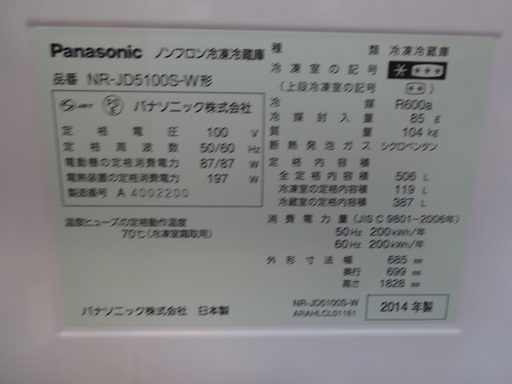 Panasonic ノンフロン冷凍冷蔵庫
品番 NR-JD5100S-W形
パナソニック株式会社
定格電圧 100 V
定格周波数 50/60 Hz
電動機の定格消費電力 87/87 W
電熱装置の定格消費電力 197 W
製造番号 A 4002200
温度ヒューズの定格動作温度
70℃(冷凍室霜取用)
パナソニック株式会社 日本製
種類 冷凍冷蔵庫
冷凍室の記号
(上段冷凍室の記号 )
冷媒 R600a
冷媒封入量 85 g
質量 104 kg
断熱発泡ガス シクロペンタン
定格内容積
全定格内容積 506 L
冷凍室の定格内容積 119 L
冷蔵室の定格内容積 387 L
消費電力量(JIS C 9801-2006年)
50Hz 200kWh/年
60Hz 200kWh/年
外形寸法 幅 685 mm
奥行 699 mm
高さ 1828 mm
NR-JD5100S-W
ARAHLCL01161
2014年製